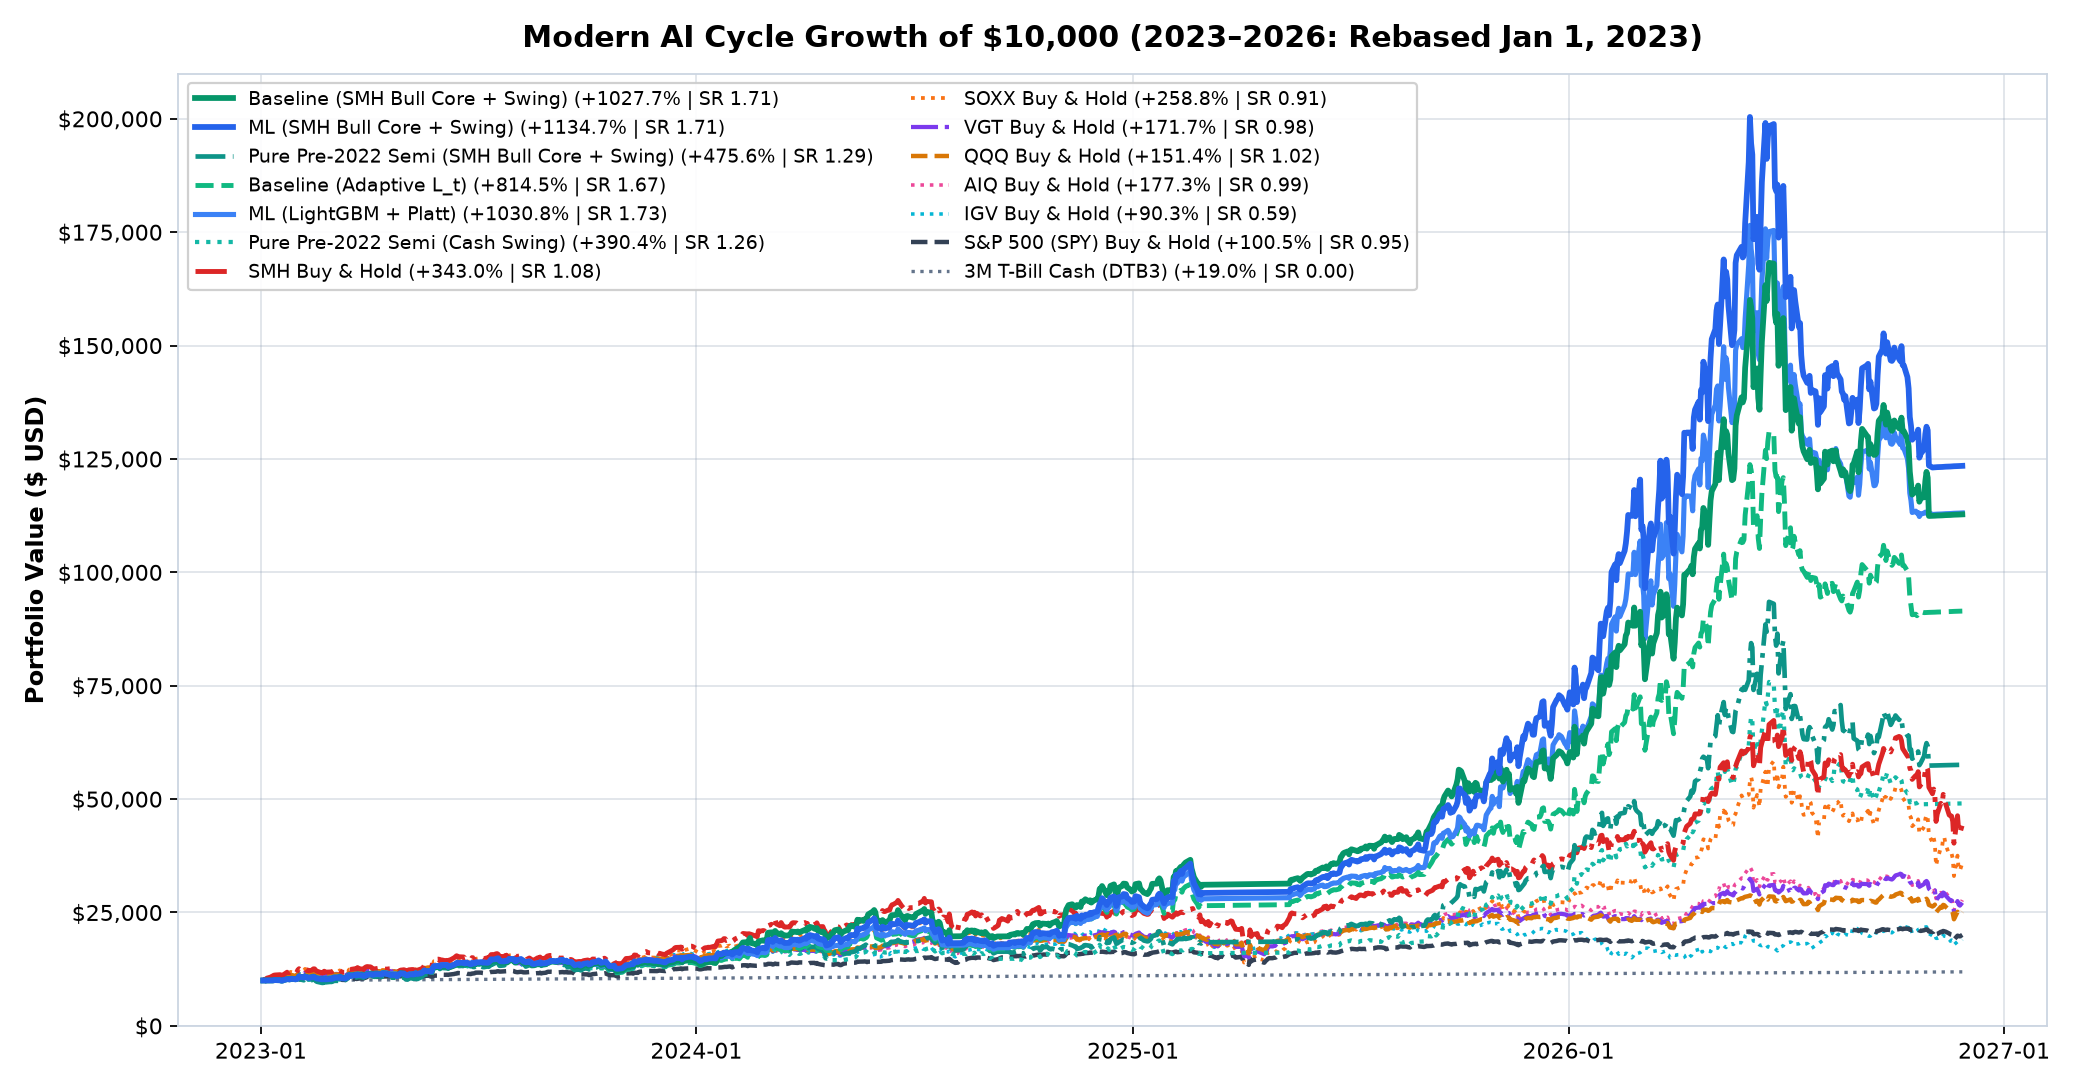 Modern AI Cycle Growth of $10,000 (2023–2026: Rebased Jan 1, 2023)
Baseline (SMH Bull Core + Swing) (+1027.7% | SR 1.71)
ML (SMH Bull Core + Swing) (+1134.7% | SR 1.71)
Pure Pre-2022 Semi (SMH Bull Core + Swing) (+475.6% | SR 1.29)
Baseline (Adaptive L_t) (+814.5% | SR 1.67)
ML (LightGBM + Platt) (+1030.8% | SR 1.73)
Pure Pre-2022 Semi (Cash Swing) (+390.4% | SR 1.26)
SMH Buy & Hold (+343.0% | SR 1.08)
SOXX Buy & Hold (+258.8% | SR 0.91)
VGT Buy & Hold (+171.7% | SR 0.98)
QQQ Buy & Hold (+151.4% | SR 1.02)
AIQ Buy & Hold (+177.3% | SR 0.99)
IGV Buy & Hold (+90.3% | SR 0.59)
S&P 500 (SPY) Buy & Hold (+100.5% | SR 0.95)
3M T-Bill Cash (DTB3) (+19.0% | SR 0.00)
Portfolio Value ($ USD)
$200,000
$175,000
$150,000
$125,000
$100,000
$75,000
$50,000
$25,000
$0
2023-01
2024-01
2025-01
2026-01
2027-01